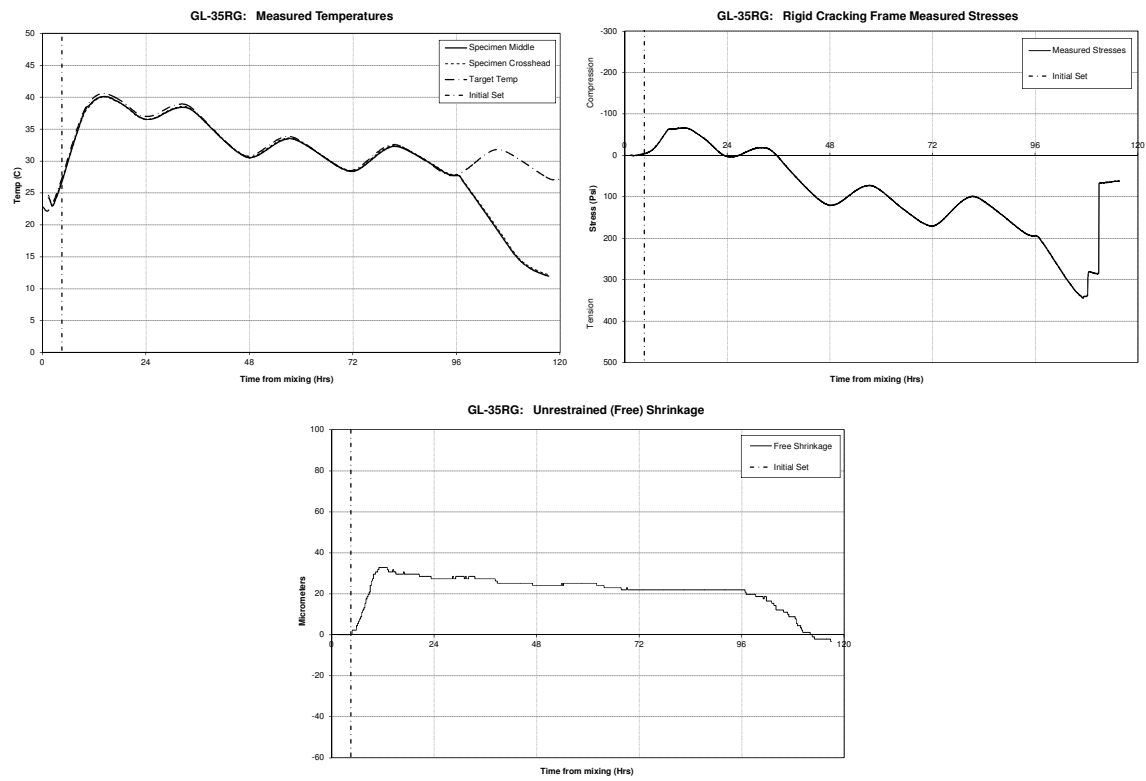 GL-35RG: Measured Temperatures
50
45
40
35
30
25
20
15
10
5
0
Temp (C)
0 24 48 72 96 120
Time from mixing (Hrs)
Specimen Middle
Specimen Crosshead
Target Temp
Initial Set
GL-35RG: Rigid Cracking Frame Measured Stresses
-300
-200
-100
0
100
200
300
400
500
Compression
Stress (Psi)
Tension
0 24 48 72 96 120
Time from mixing (Hrs)
Measured Stresses
Initial Set
GL-35RG: Unrestrained (Free) Shrinkage
100
80
60
40
20
0
-20
-40
-60
Micrometers
0 24 48 72 96 120
Time from mixing (Hrs)
Free Shrinkage
Initial Set